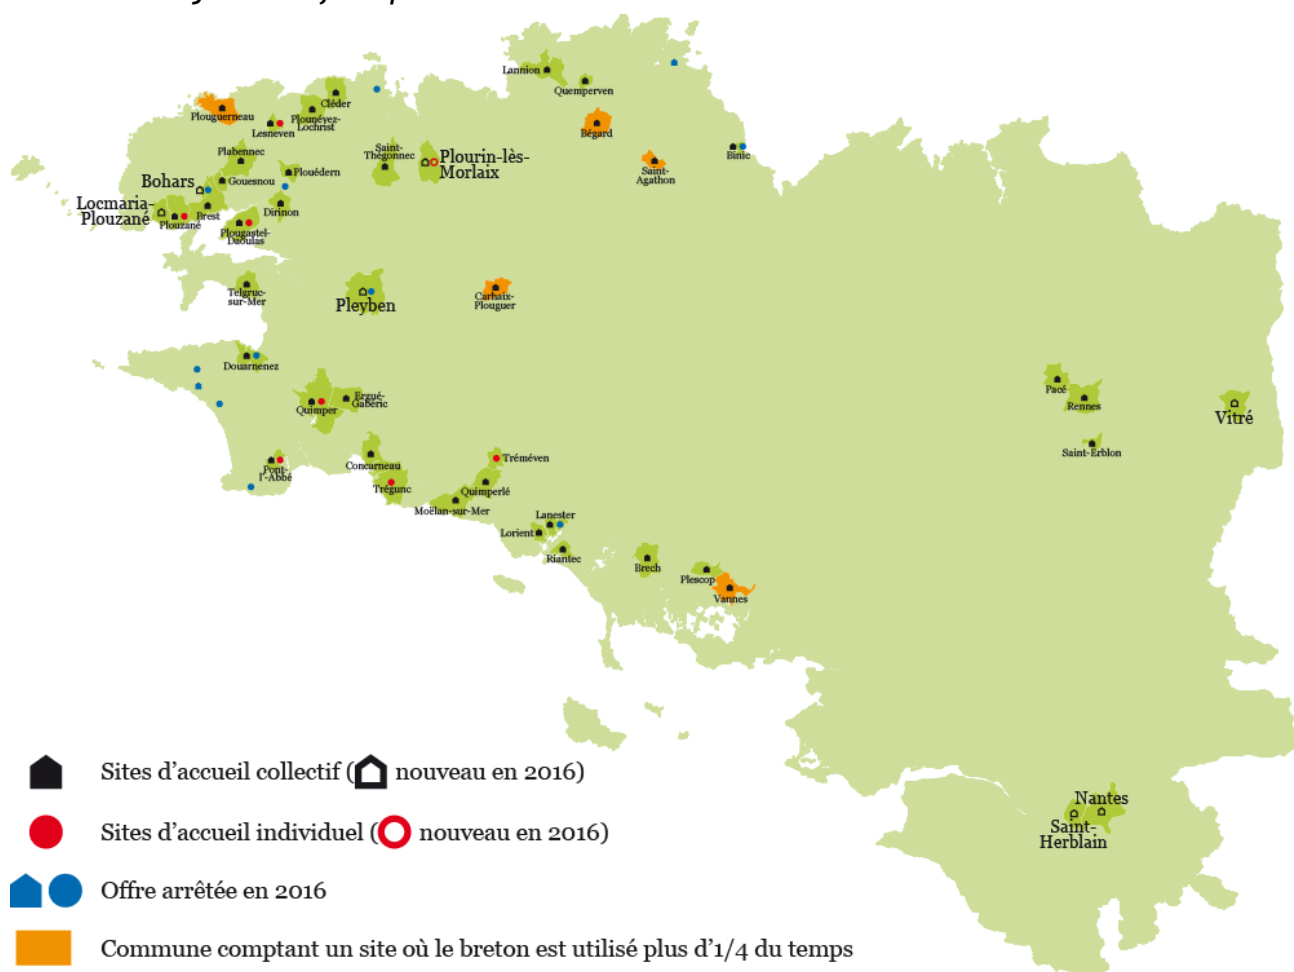 Lannion
Quemperven
Cléder
Plouguerneau
Plounévez-
Lochrist
Lesneven
Bégard
Saint-
Thégonnec
Plourin-lès-
Morlaix
Binic
Saint-
Agathon
Plabennec
Plouédern
Bohars
Gouesnou
Locmaria-
Plouzané
Dirinon
Brest
Plouzané
Plougastel-
Daoulas
Telgruc-
sur-Mer
Pleyben
Carhaix-
Plouguer
Douarnenez
Ergué-
Gabéric
Quimper
Pacé
Rennes
Vitré
Saint-Erblon
Concarneau
Pont-
l'-Abbé
Tréméven
Trégunc
Quimperlé
Moëlan-sur-Mer
Lanester
Lorient
Riantec
Brech
Plescop
Vannes
Nantes
Saint-
Herblain
Sites d'accueil collectif ( nouveau en 2016)
Sites d'accueil individuel ( nouveau en 2016)
Offre arrêtée en 2016
Commune comptant un site où le breton est utilisé plus d'1/4 du temps